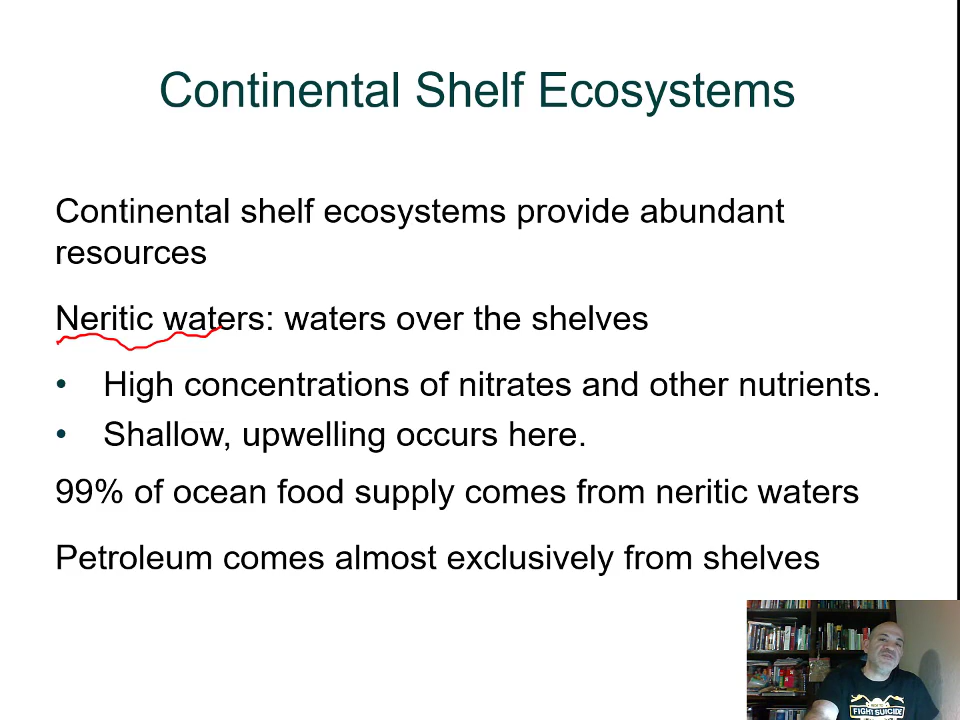 Continental Shelf Ecosystems
Continental shelf ecosystems provide abundant
resources
Neritic waters: waters over the shelves
• High concentrations of nitrates and other nutrients.
• Shallow, upwelling occurs here.
99% of ocean food supply comes from neritic waters
Petroleum comes almost exclusively from shelves
FIGHT SUICIDE